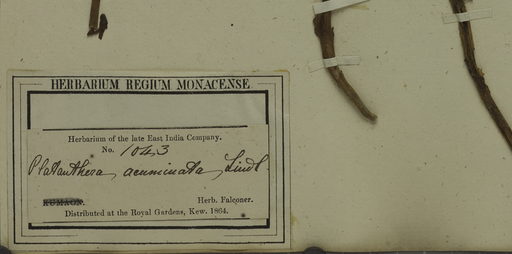 HERBARIUM REGIUM MONACENSE
Herbarium of the late East India Company.
No. 1043
Platanthera acuminata, Lindl.
KUMAON. Herb. Falconer.
Distributed at the Royal Gardens, Kew. 1864.